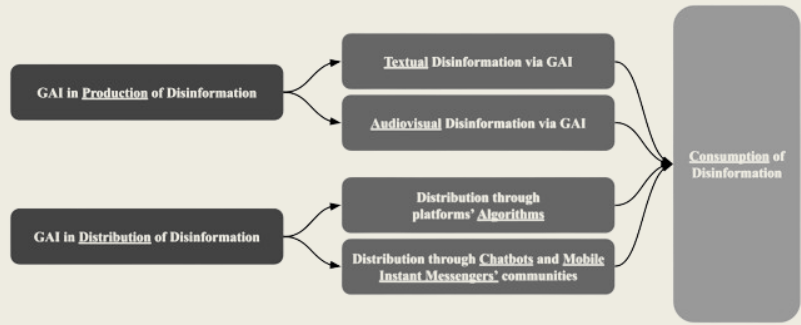 GAI in Production of Disinformation
Textual Disinformation via GAI
Audiovisual Disinformation via GAI
GAI in Distribution of Disinformation
Distribution through
platforms' Algorithms
Distribution through Chatbots and Mobile
Instant Messengers' communities
Consumption of
Disinformation